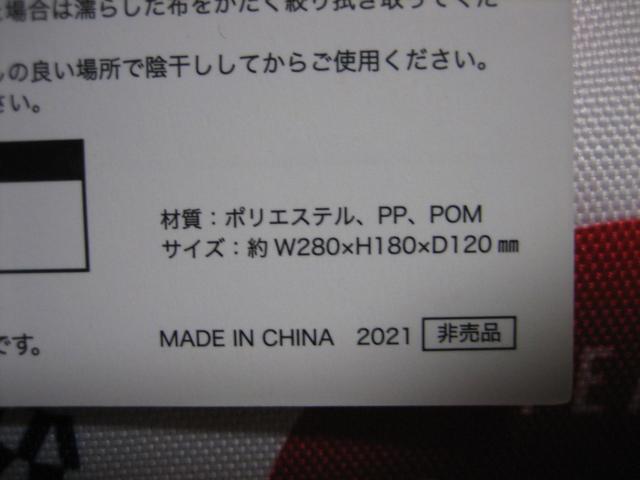 場合は濡らした布をかたく絞り拭き取ってくだ
しの良い場所で陰干ししてからご使用ください。
さい。
材質：ポリエステル、PP、POM
サイズ：約 W280×H180×D120 ㎜
です。
MADE IN CHINA 2021 非売品